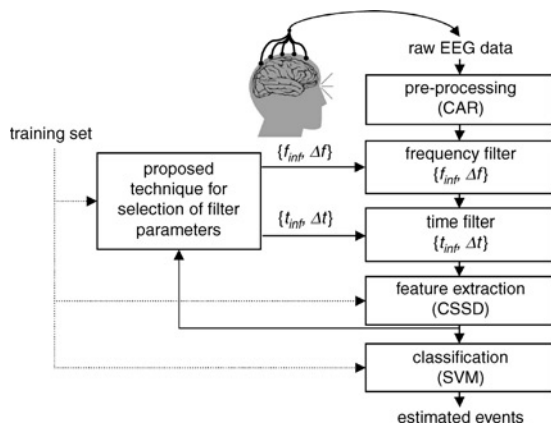 raw EEG data
pre-processing
(CAR)
training set
proposed
technique for
selection of filter
parameters
{f_inf, Δf}
frequency filter
{f_inf, Δf}
{t_inf, Δt}
time filter
{t_inf, Δt}
feature extraction
(CSSD)
classification
(SVM)
estimated events